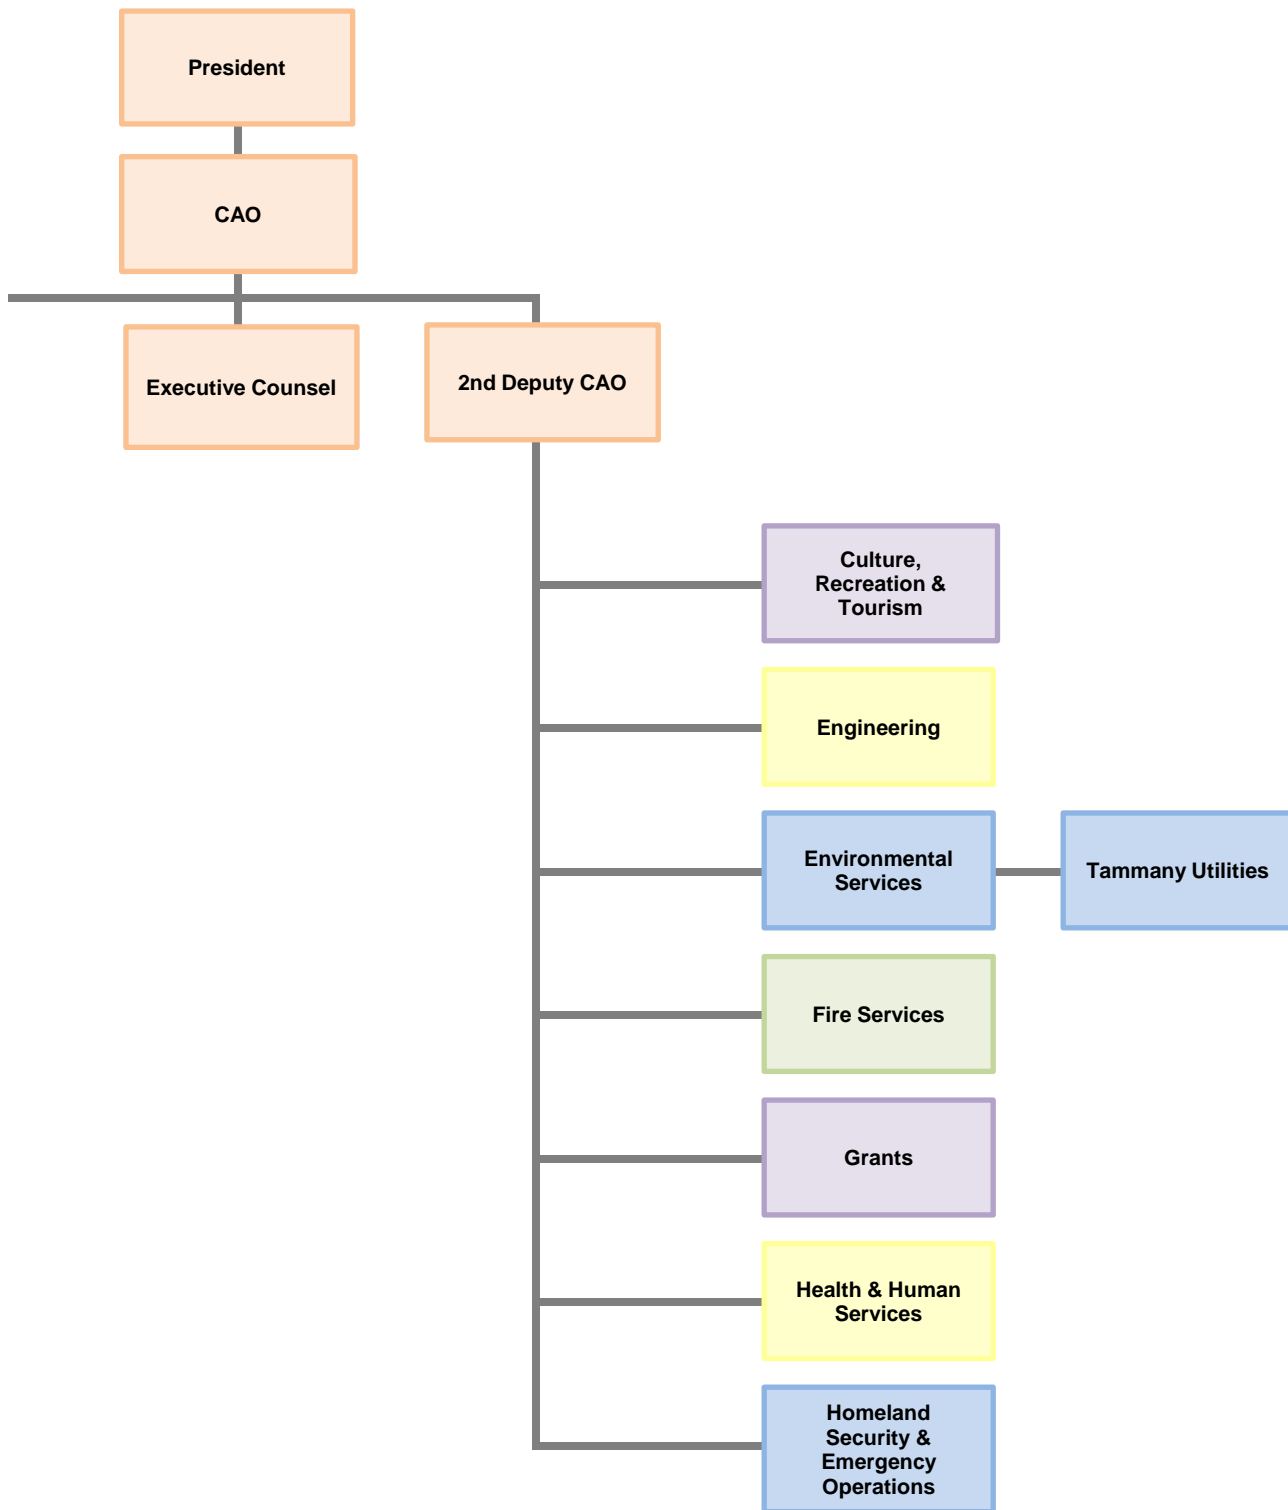 President
CAO
Executive Counsel
2nd Deputy CAO
Culture,
Recreation &
Tourism
Engineering
Environmental
Services
Tammany Utilities
Fire Services
Grants
Health & Human
Services
Homeland
Security &
Emergency
Operations